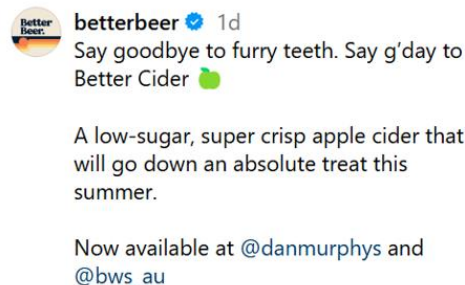 Better
Beer.
betterbeer 1d
Say goodbye to furry teeth. Say g'day to
Better Cider 🍏
A low-sugar, super crisp apple cider that
will go down an absolute treat this
summer.
Now available at @danmurphys and
@bws_au